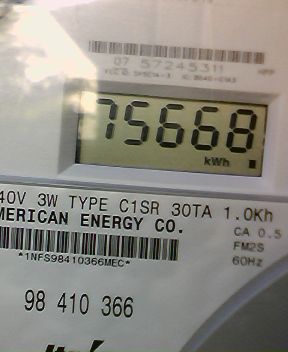 07 57245311
75668
kWh
40V 3W TYPE C1SR 30TA 1.0Kh
MERICAN ENERGY CO.
CA 0.5
FM2S
*1NFS98410366MEC*
60Hz
98 410 366